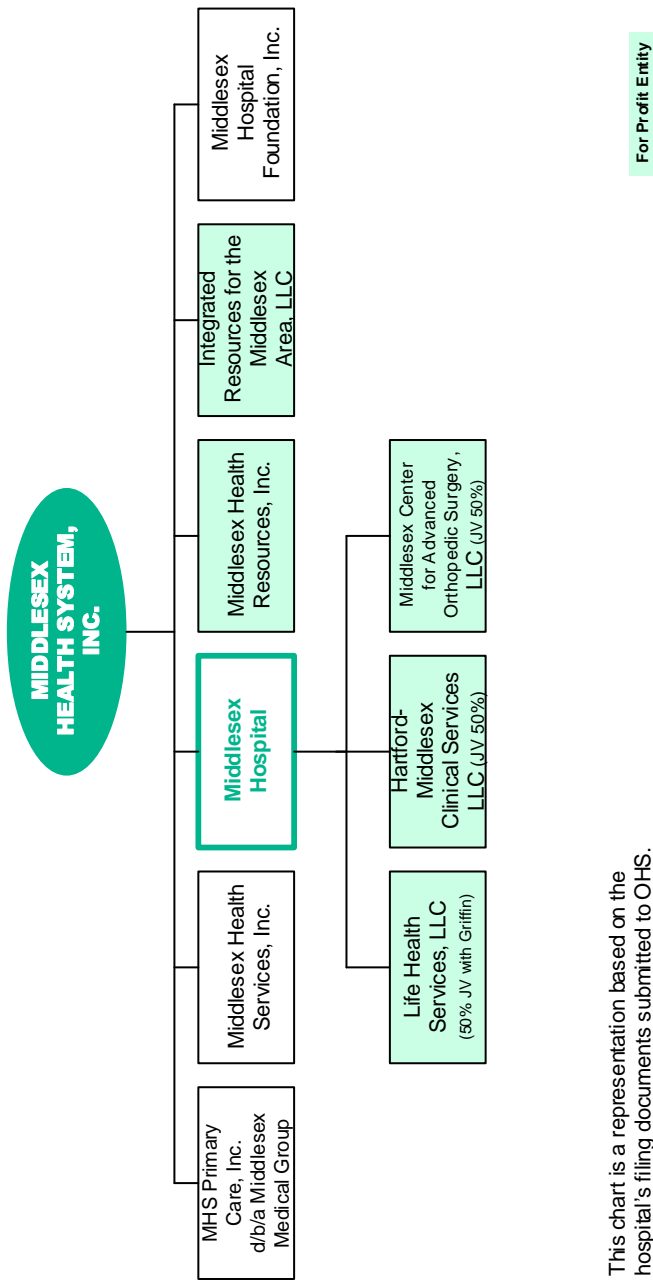 MIDDLESEX
HEALTH SYSTEM,
INC.
MHS Primary
Care, Inc.
d/b/a Middlesex
Medical Group
Middlesex Health
Services, Inc.
Middlesex
Hospital
Middlesex Health
Resources, Inc.
Integrated
Resources for the
Middlesex
Area, LLC
Middlesex
Hospital
Foundation, Inc.
Life Health
Services, LLC
(50% JV with Griffin)
Hartford-
Middlesex
Clinical Services
LLC (JV 50%)
Middlesex Center
for Advanced
Orthopedic Surgery,
LLC (JV 50%)
This chart is a representation based on the
hospital's filing documents submitted to OHS.
For Profit Entity